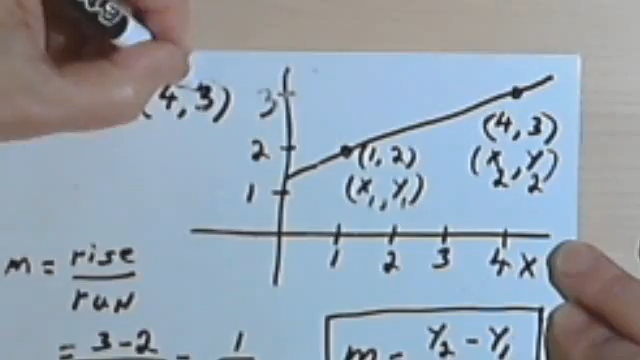 (4, 3)
3
2
1
(1, 2)
(X₁, Y₁)
(4, 3)
(X₂, Y₂)
1 2 3 4 X
m = rise
run
= 3-2 = 1
m = Y₂ - Y₁